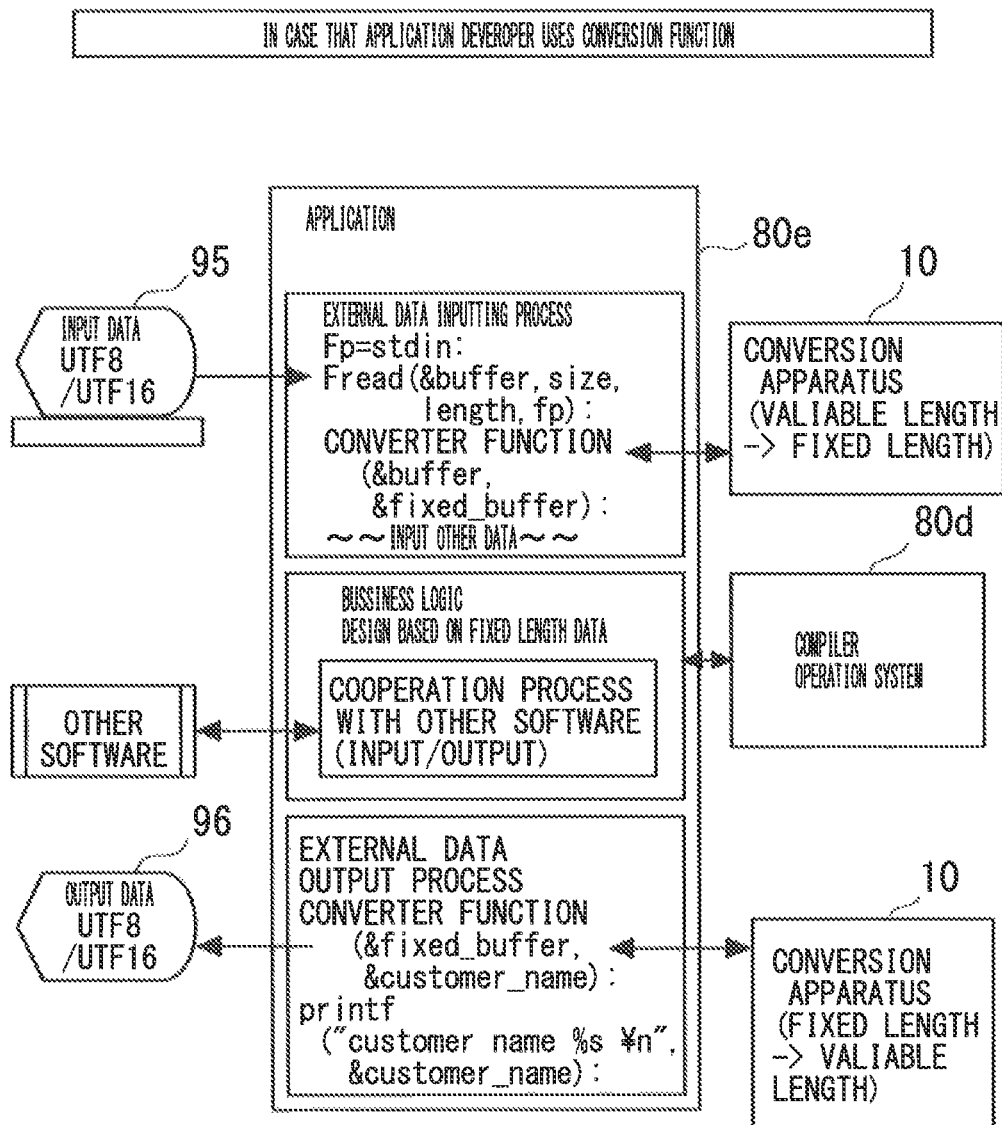 IN CASE THAT APPLICATION DEVEROPER USES CONVERSION FUNCTION
APPLICATION
80e
95
INPUT DATA
UTF8
/UTF16
EXTERNAL DATA INPUTTING PROCESS
Fp=stdin:
Fread(&buffer,size,
length,fp):
CONVERTER FUNCTION
(&buffer,
&fixed_buffer):
~~INPUT OTHER DATA~~
10
CONVERSION
APPARATUS
(VALIABLE LENGTH
-> FIXED LENGTH)
80d
COMPILER
OPERATION SYSTEM
BUSSINESS LOGIC
DESIGN BASED ON FIXED LENGTH DATA
COOPERATION PROCESS
WITH OTHER SOFTWARE
(INPUT/OUTPUT)
OTHER
SOFTWARE
96
OUTPUT DATA
UTF8
/UTF16
EXTERNAL DATA
OUTPUT PROCESS
CONVERTER FUNCTION
(&fixed_buffer,
&customer_name):
printf
("customer name %s ¥n",
&customer_name):
10
CONVERSION
APPARATUS
(FIXED LENGTH
-> VALIABLE
LENGTH)